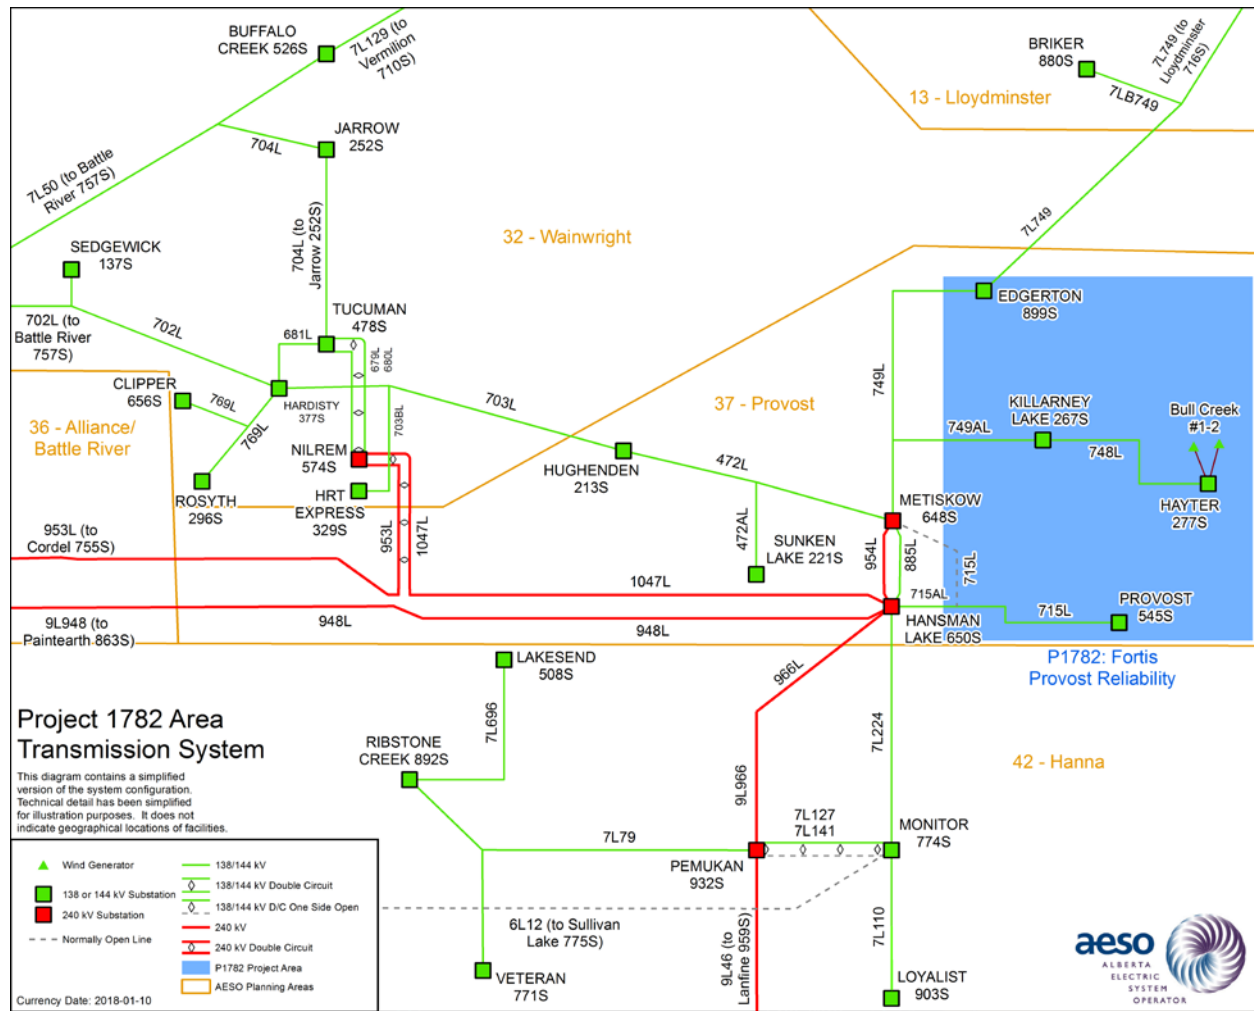 BUFFALO
CREEK 526S
7L129 (to
Vermilion
710S)
BRIKER
880S
7L749 (to
Lloydminster
716S)
7LB749
13 - Lloydminster
JARROW
252S
704L
7L50 (to Battle
River 757S)
704L (to
Jarrow 252S)
32 - Wainwright
7L749
SEDGEWICK
137S
702L (to
Battle River
757S)
702L
TUCUMAN
478S
681L
679L
680L
EDGERTON
899S
749L
CLIPPER
656S
769L
769L
HARDISTY
377S
703BL
703L
37 - Provost
KILLARNEY
LAKE 267S
Bull Creek
#1-2
749AL
748L
36 - Alliance/
Battle River
NILREM
574S
HUGHENDEN
213S
472L
ROSYTH
296S
HRT
EXPRESS
329S
METISKOW
648S
HAYTER
277S
953L (to
Cordel 755S)
953L
1047L
472AL
SUNKEN
LAKE 221S
954L
885L
715L
1047L
715AL
715L
PROVOST
545S
9L948 (to
Paintearth 863S)
948L
948L
HANSMAN
LAKE 650S
P1782: Fortis
Provost Reliability
LAKESEND
508S
966L
7L696
7L224
Project 1782 Area
Transmission System
RIBSTONE
CREEK 892S
42 - Hanna
This diagram contains a simplified
version of the system configuration.
Technical detail has been simplified
for illustration purposes.  It does not
indicate geographical locations of facilities.
9L966
7L127
7L141
7L79
MONITOR
774S
PEMUKAN
932S
Wind Generator
138 or 144 kV Substation
240 kV Substation
Normally Open Line
138/144 kV
138/144 kV Double Circuit
138/144 kV D/C One Side Open
240 kV
240 kV Double Circuit
P1782 Project Area
AESO Planning Areas
Currency Date: 2018-01-10
6L12 (to Sullivan
Lake 775S)
9L46 (to
Lanfine 959S)
7L110
VETERAN
771S
LOYALIST
903S
aeso
ALBERTA
ELECTRIC
SYSTEM
OPERATOR